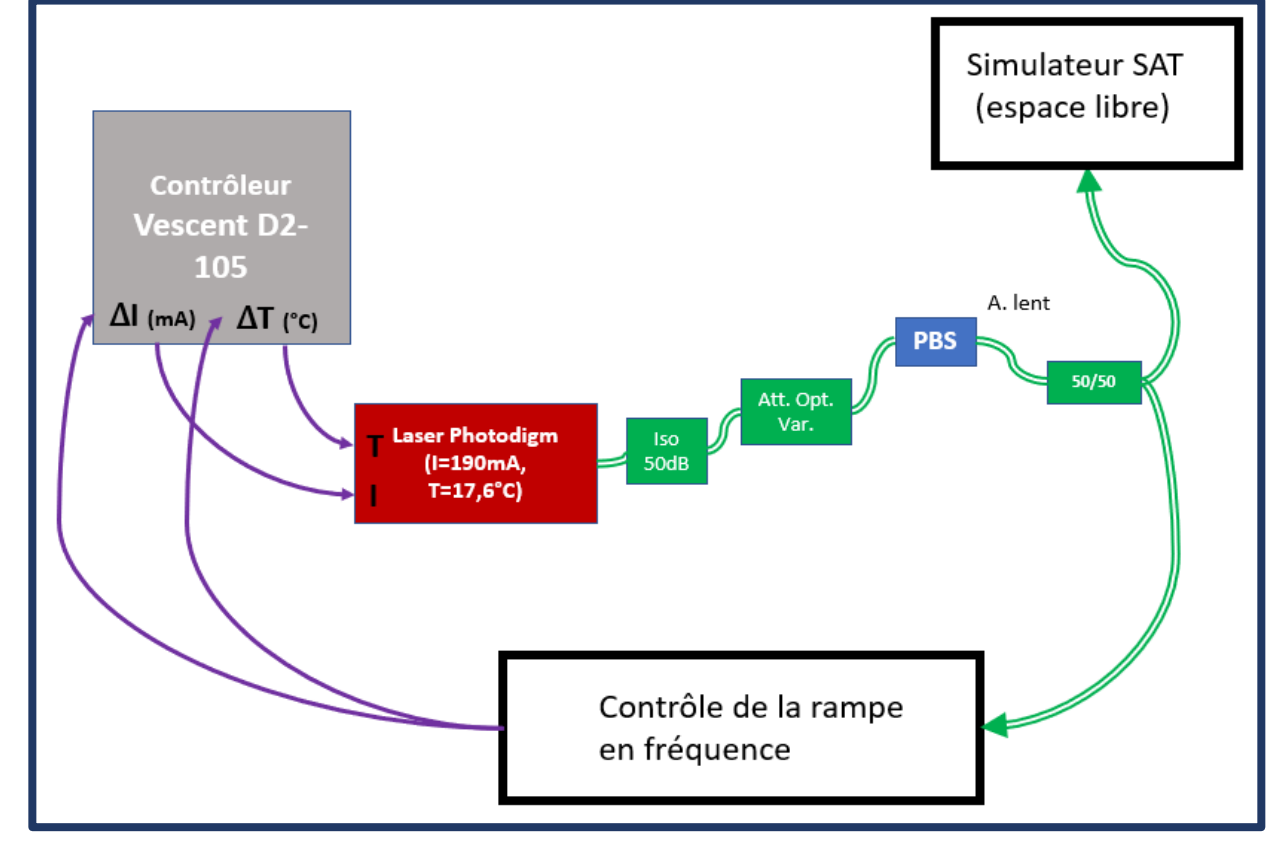 Simulateur SAT
(espace libre)
Contrôleur
Vescent D2-
105
ΔI (mA) ΔT (°C)
A. lent
PBS
50/50
Att. Opt.
Var.
Iso
50dB
T
I
Laser Photodigm
(I=190mA,
T=17,6°C)
Contrôle de la rampe
en fréquence